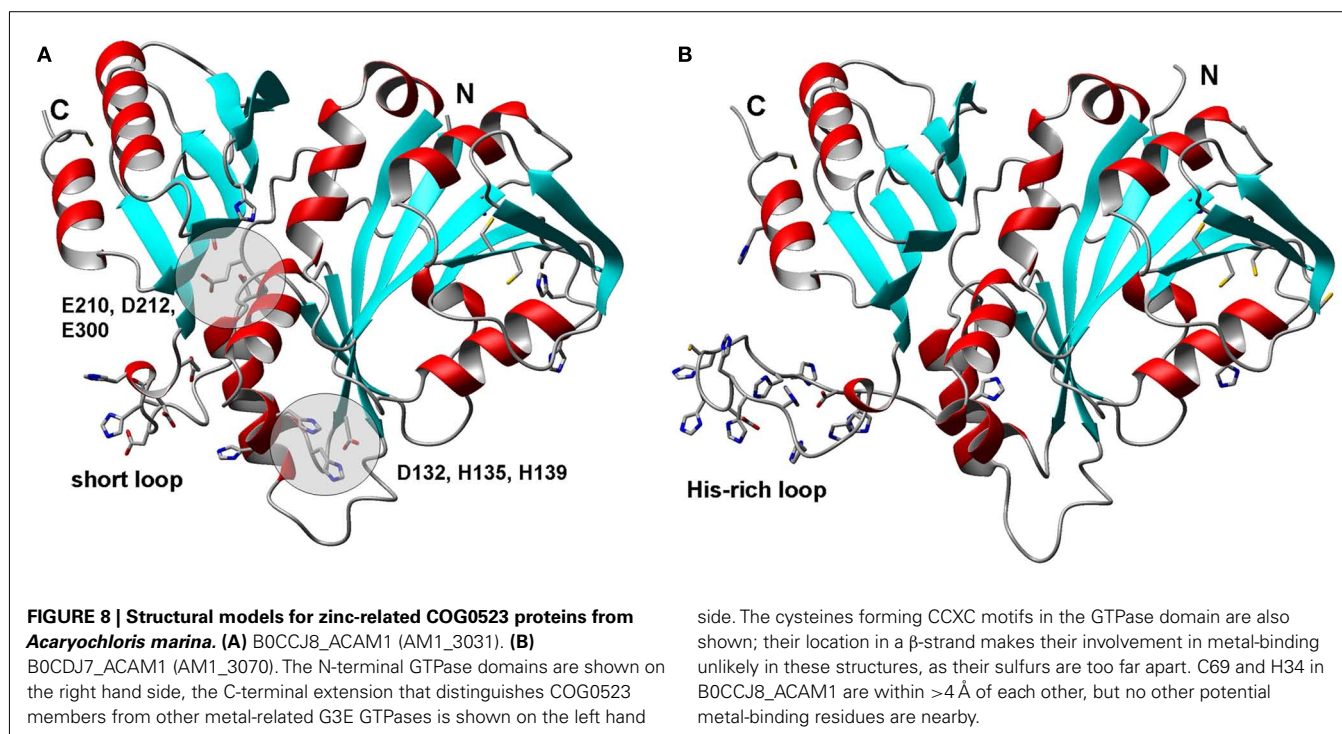 A
B
C
N
C
N
E210, D212,
E300
short loop
D132, H135, H139
His-rich loop
FIGURE 8 | Structural models for zinc-related COG0523 proteins from
Acaryochloris marina. (A) B0CCJ8_ACAM1 (AM1_3031). (B)
B0CDJ7_ACAM1 (AM1_3070). The N-terminal GTPase domains are shown on
the right hand side, the C-terminal extension that distinguishes COG0523
members from other metal-related G3E GTPases is shown on the left hand
side. The cysteines forming CCXC motifs in the GTPase domain are also
shown; their location in a β-strand makes their involvement in metal-binding
unlikely in these structures, as their sulfurs are too far apart. C69 and H34 in
B0CCJ8_ACAM1 are within >4 Å of each other, but no other potential
metal-binding residues are nearby.